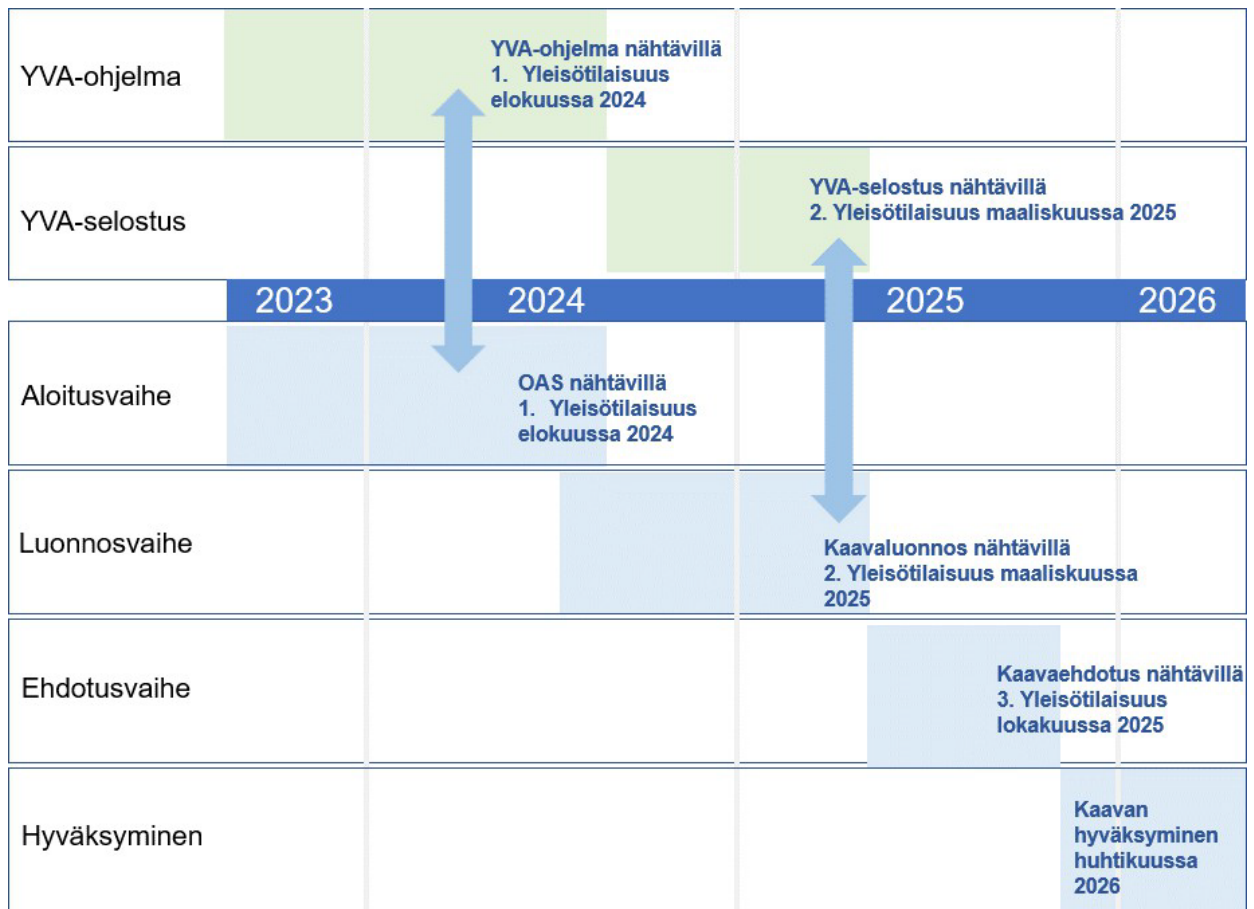 YVA-ohjelma
YVA-ohjelma nähtävillä
1. Yleisötilaisuus
elokuussa 2024
YVA-selostus
YVA-selostus nähtävillä
2. Yleisötilaisuus maaliskuussa 2025
2023 2024 2025 2026
Aloitusvaihe
OAS nähtävillä
1. Yleisötilaisuus
elokuussa 2024
Luonnosvaihe
Kaavaluonnos nähtävillä
2. Yleisötilaisuus maaliskuussa
2025
Ehdotusvaihe
Kaavaehdotus nähtävillä
3. Yleisötilaisuus
lokakuussa 2025
Hyväksyminen
Kaavan
hyväksyminen
huhtikuussa
2026